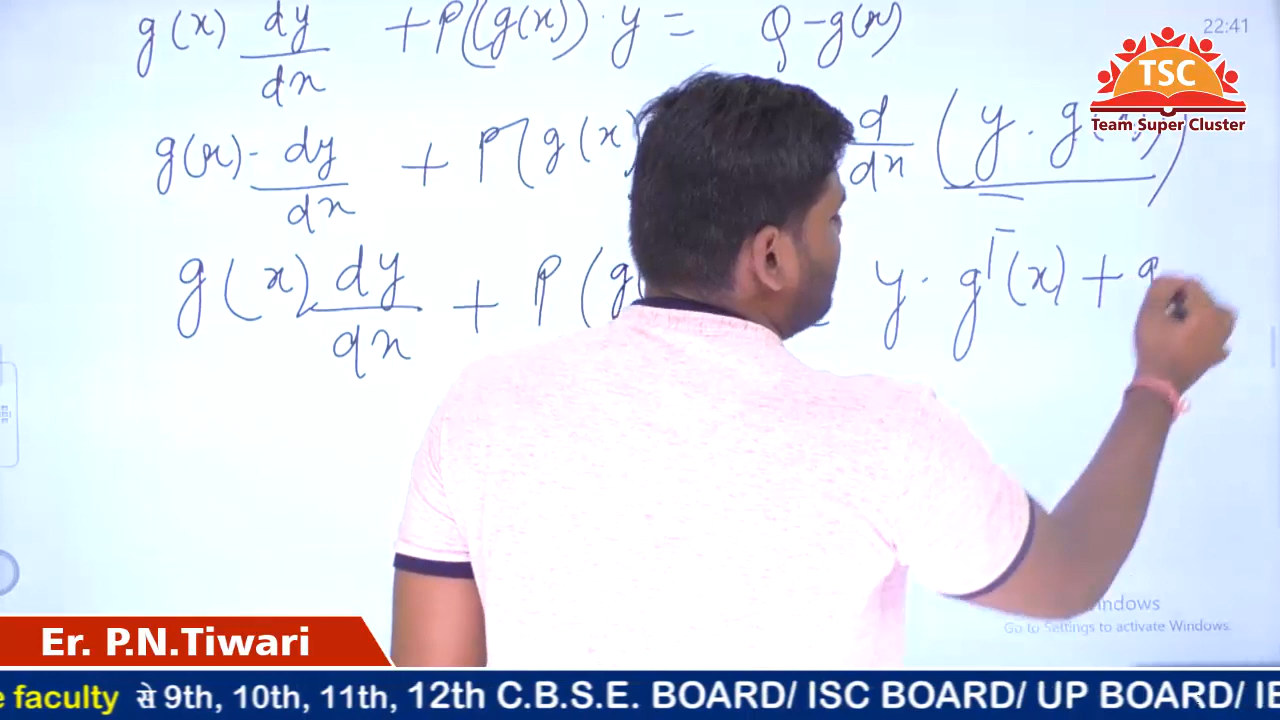 g(x) dy/dx + P(g(x)) · y = Q - g(x)
22:41
TSC
Team Super Cluster
g(x) · dy/dx + P(g(x) d/dx (y · g(x))
g(x) dy/dx + P(g y · g'(x) + g
Windows
Go to Settings to activate Windows.
Er. P.N.Tiwari
faculty से 9th, 10th, 11th, 12th C.B.S.E. BOARD/ ISC BOARD/ UP BOARD/